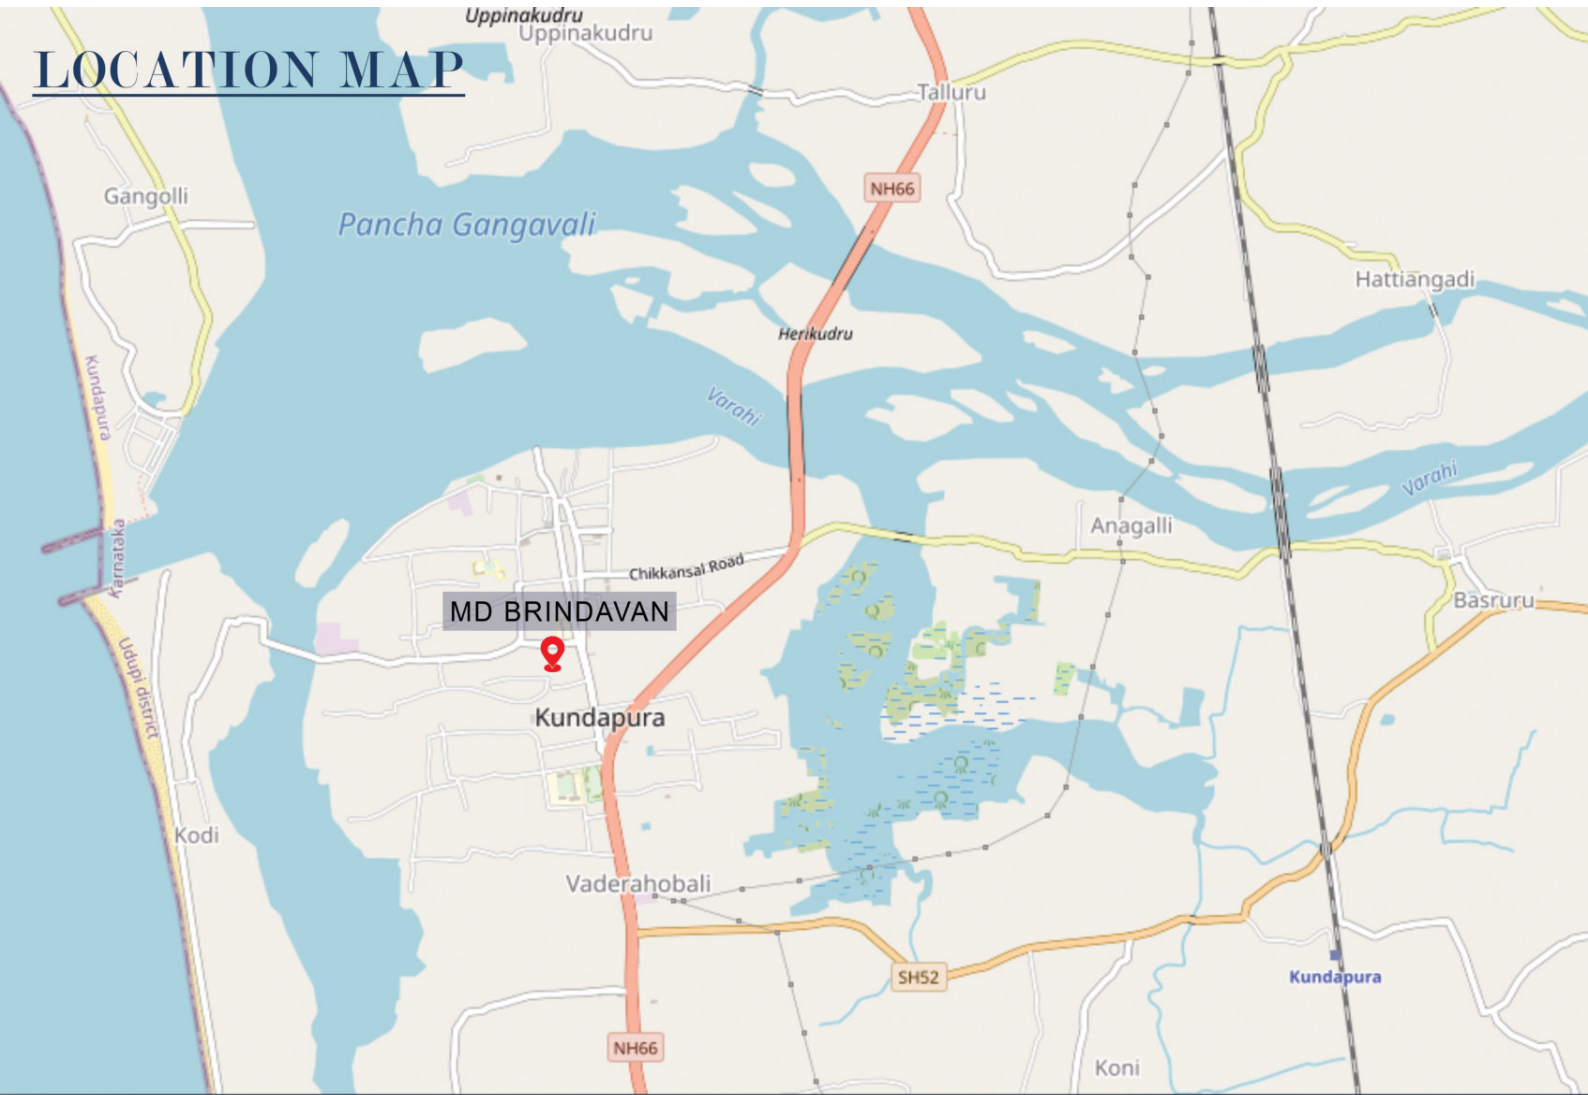 Uppinakudru
Uppinakudru
LOCATION MAP
Talluru
Gangolli
NH66
Pancha Gangavali
Hattiangadi
Herikudru
Kundapura
Varahi
Varahi
Karnataka
Anagalli
Chikkansal Road
MD BRINDAVAN
Basruru
Udupi district
Kundapura
Kodi
Vaderahobali
SH52
Kundapura
NH66
Koni